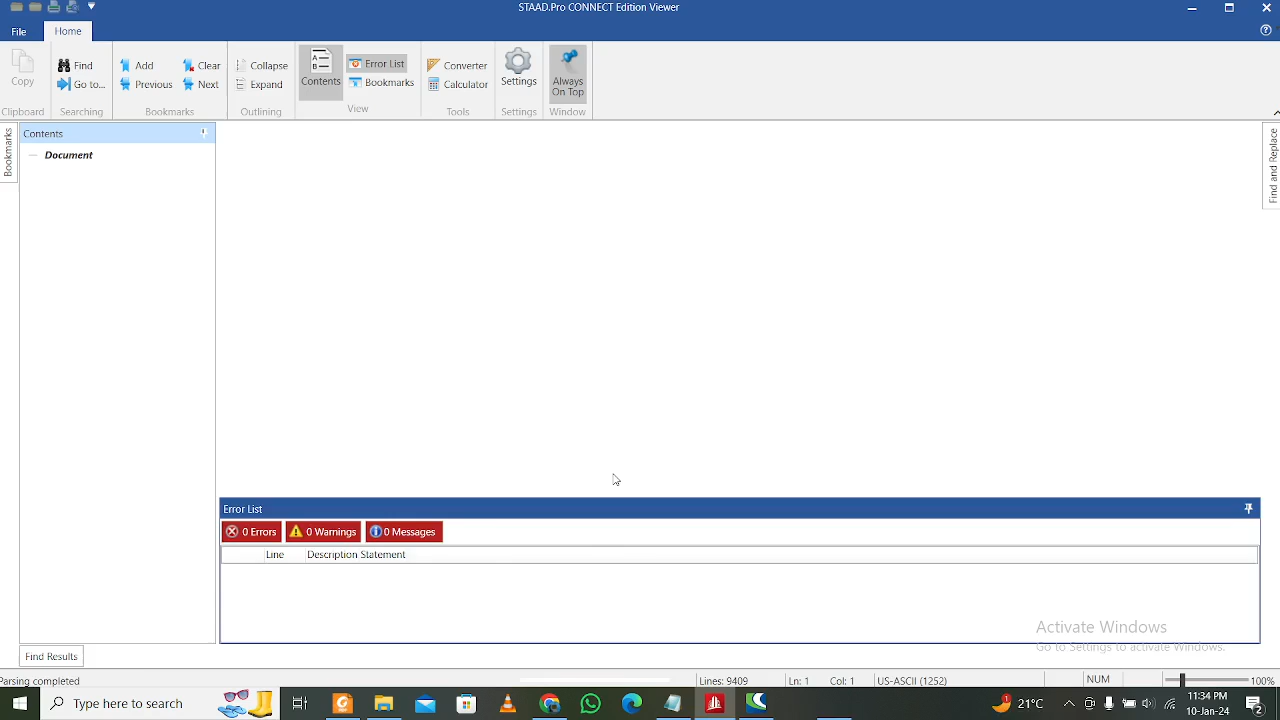 STAAD.Pro CONNECT Edition Viewer
File Home
Copy
Find
Go to...
Add
Previous
Clear
Next
Collapse
Expand
Contents
Error List
Bookmarks
Converter
Calculator
Settings
Always
On Top
Clipboard Searching Bookmarks Outlining View Tools Settings Window
Bookmarks
Contents
Document
Find and Replace
Error List
0 Errors 0 Warnings 0 Messages
Line Description Statement
Activate Windows
Go to Settings to activate Windows.
Find Results
Parsing completed Lines: 9409 Ln: 1 Col: 1 US-ASCII (1252) NUM 100%
Type here to search
21°C
11:34 PM
10-Jan-24
2